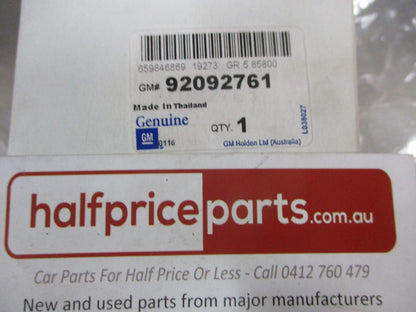 659846869 19273 GR.5.85800
GM# 92092761
Made In Thailand
Genuine
GM
QTY. 1
0116
GM Holden Ltd (Australia)
L038027
halfpriceparts.com.au
Car Parts For Half Price Or Less - Call 0412 760 479
New and used parts from major manufacturers